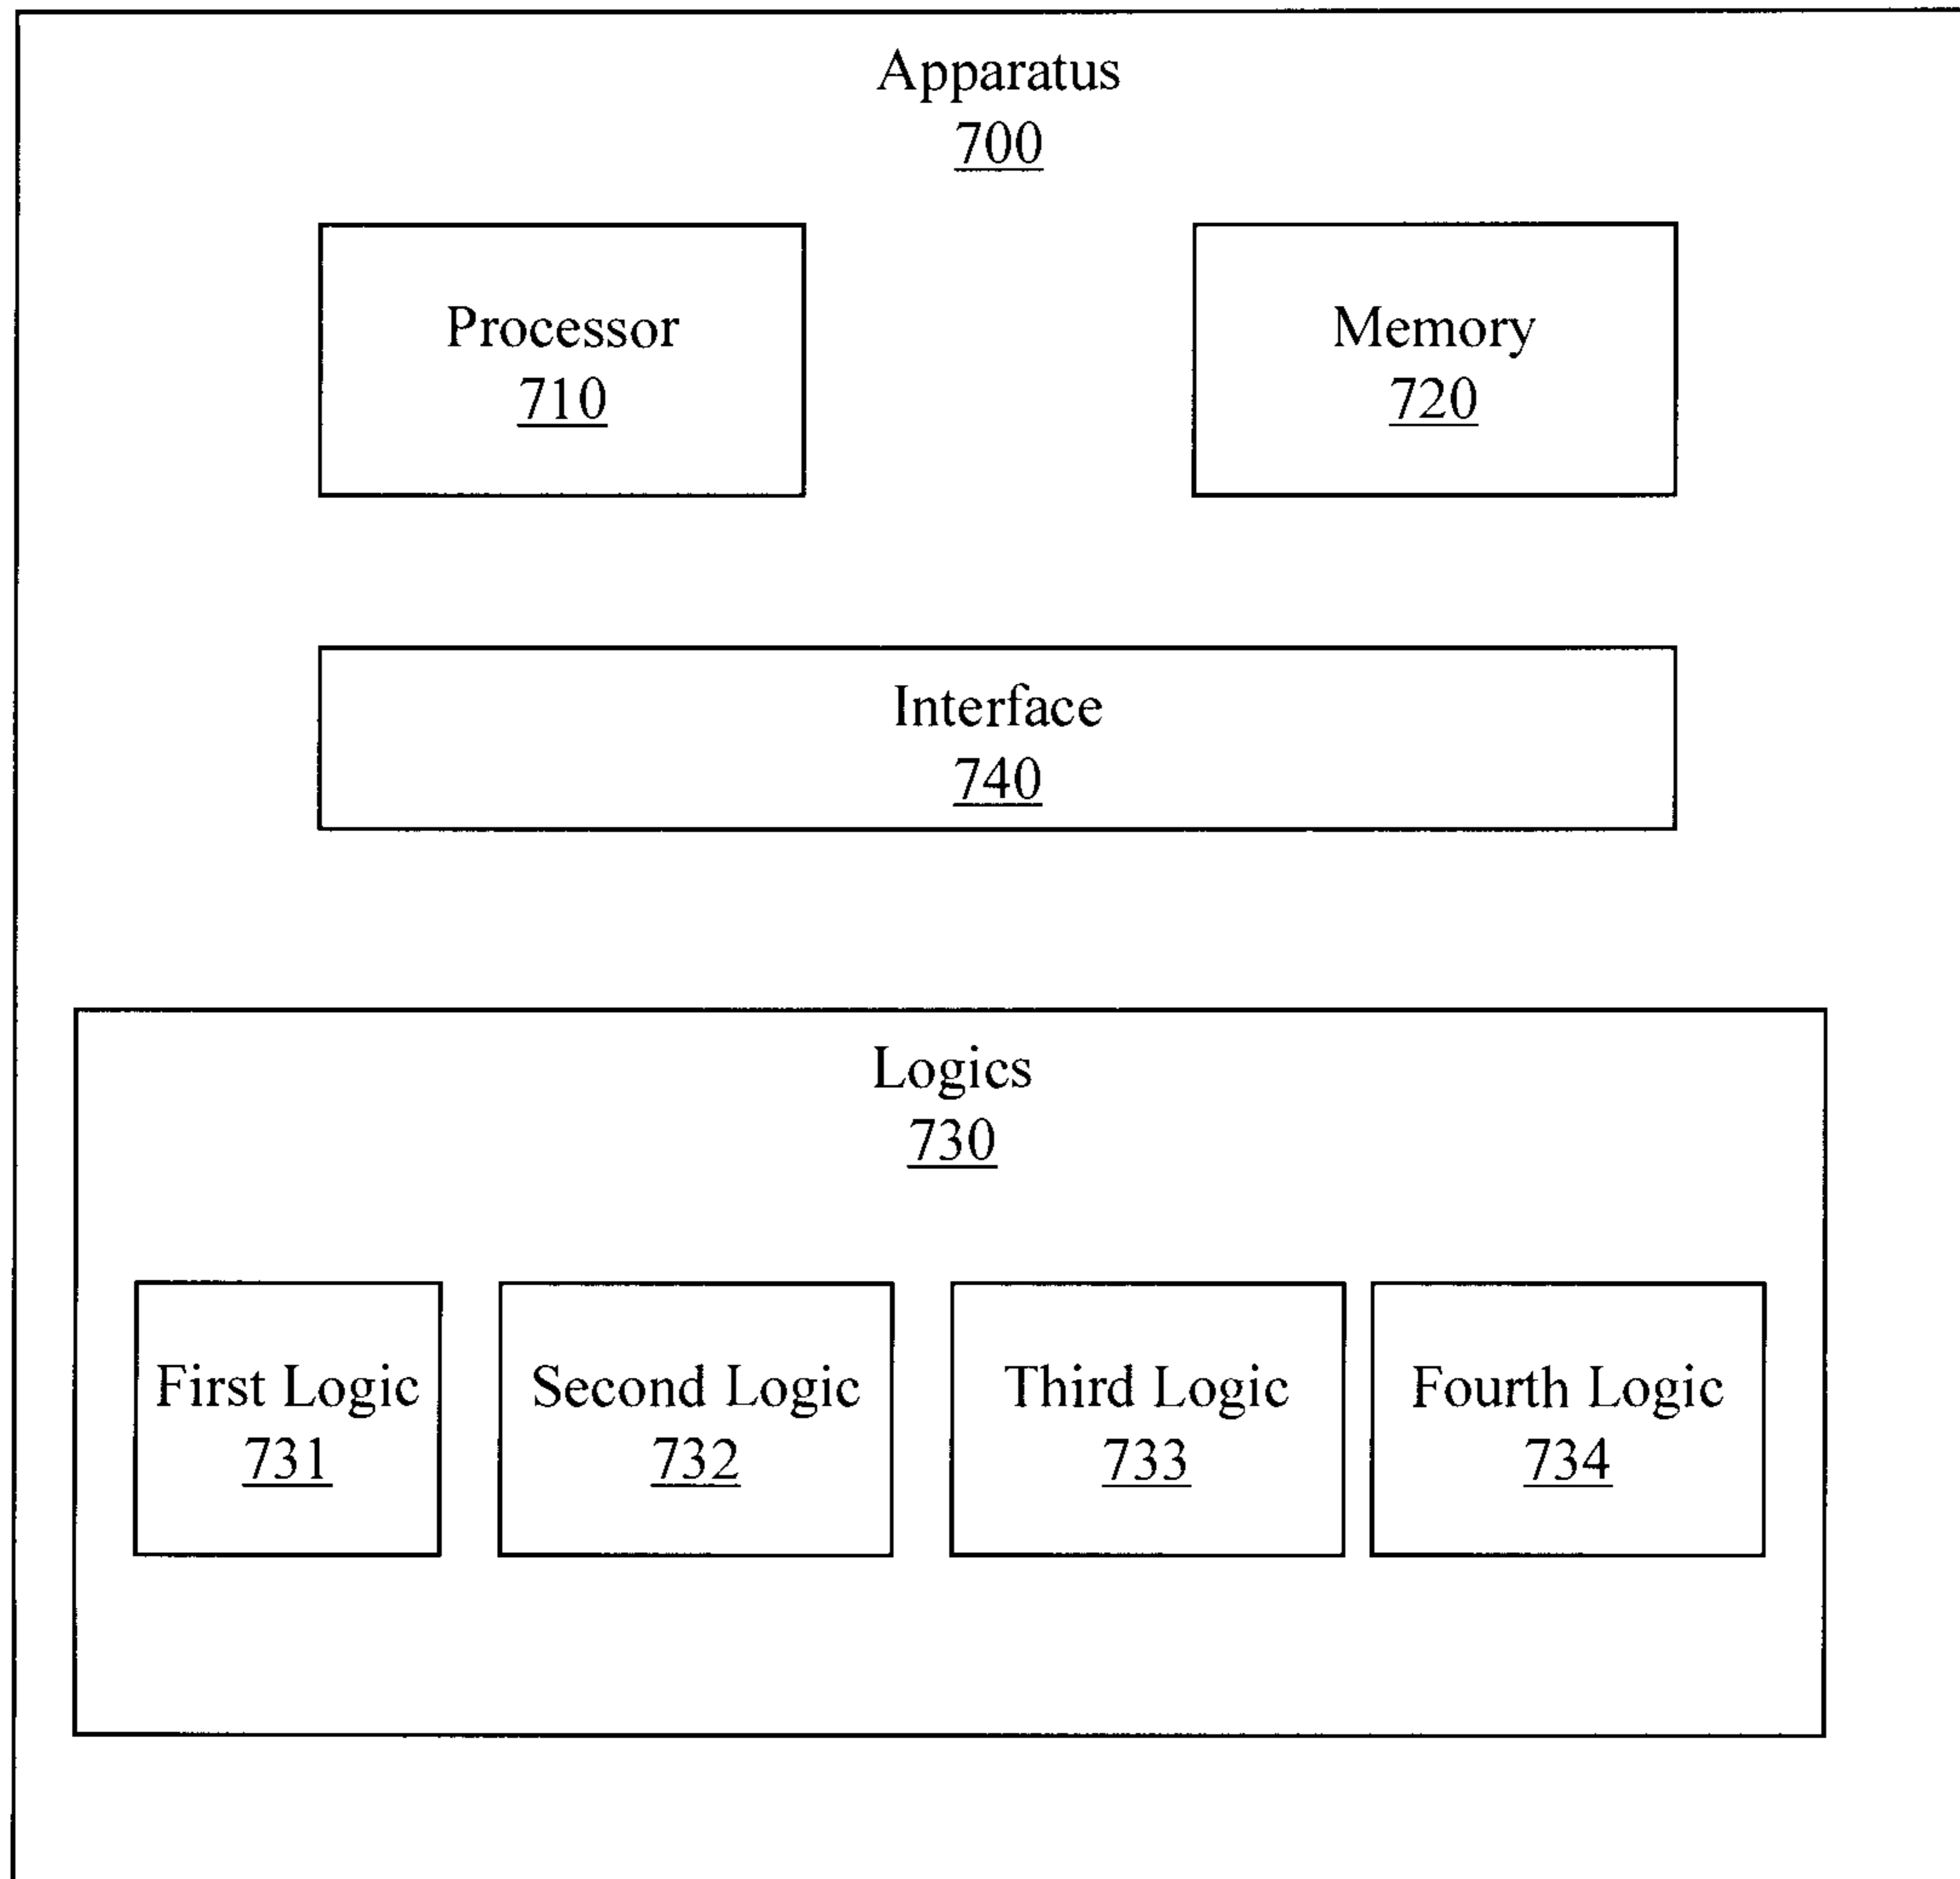 Apparatus
700
Processor
710
Memory
720
Interface
740
Logics
730
First Logic
731
Second Logic
732
Third Logic
733
Fourth Logic
734